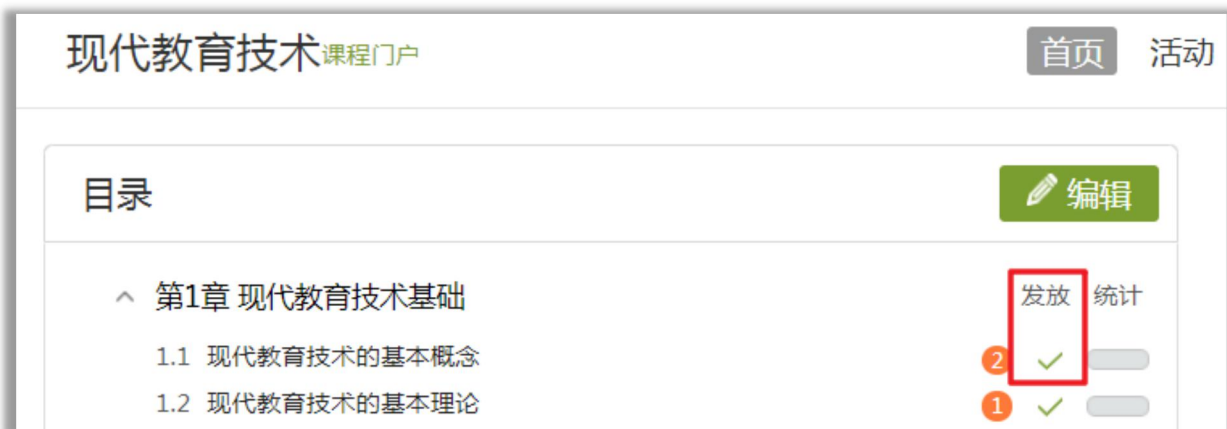 现代教育技术课程门户 首页 活动
目录 编辑
第1章 现代教育技术基础 发放 统计
1.1 现代教育技术的基本概念 2
1.2 现代教育技术的基本理论 1